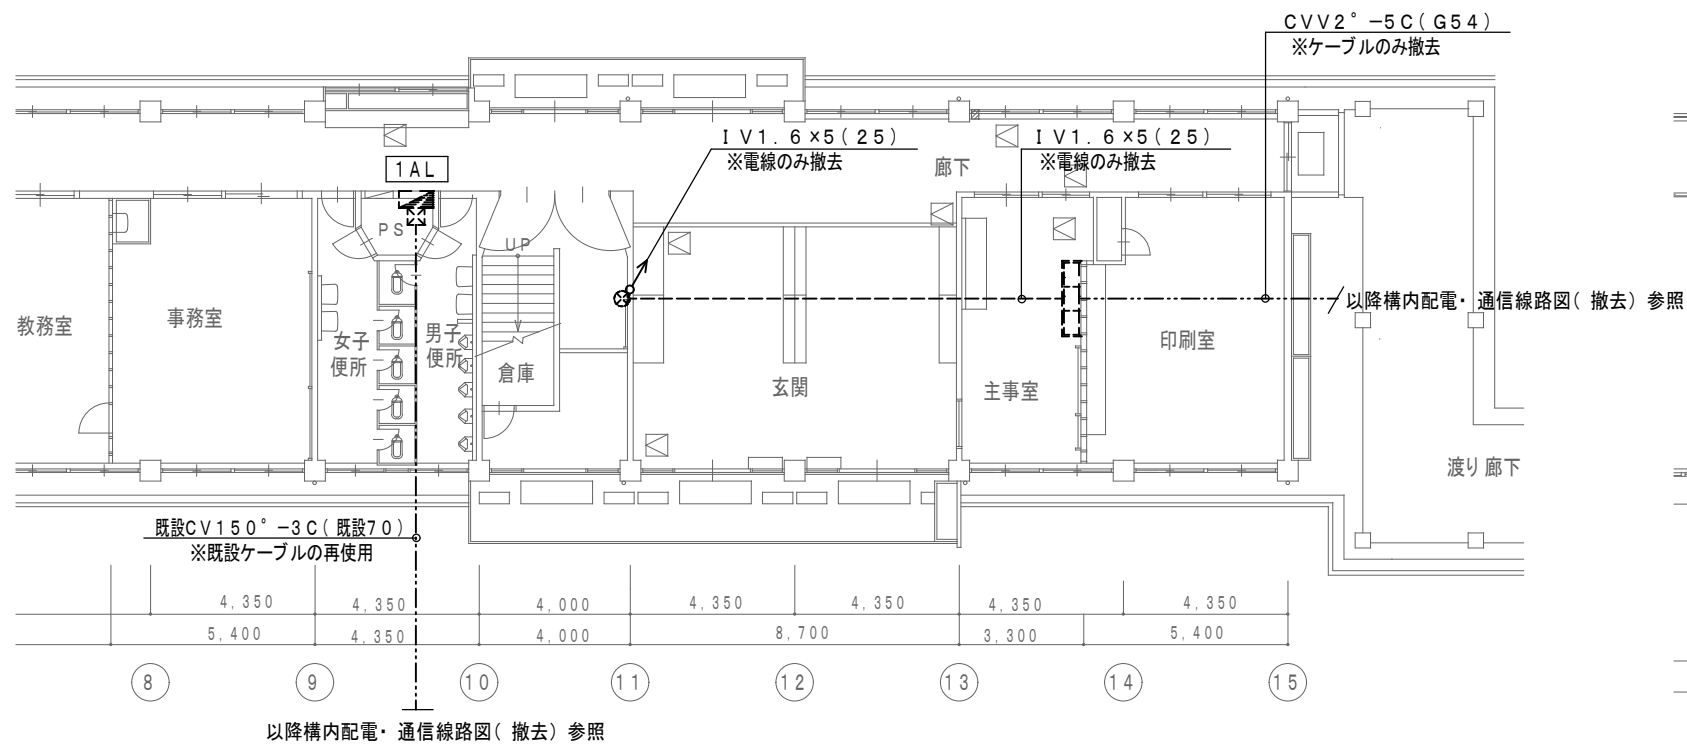 CVV2°-5C(G54)
※ケーブルのみ撤去
IV1.6×5(25)
※電線のみ撤去
IV1.6×5(25)
※電線のみ撤去
廊下
1AL
PS
UP
教務室
事務室
女子
便所
男子
便所
倉庫
玄関
主事室
印刷室
以降構内配電・通信線路図(撤去)参照
渡り廊下
既設CV150°-3C(既設70)
※既設ケーブルの再使用
4,350 4,350 4,000 4,350 4,350 4,350 4,350
5,400 4,350 4,000 8,700 3,300 5,400
8 9 10 11 12 13 14 15
以降構内配電・通信線路図(撤去)参照